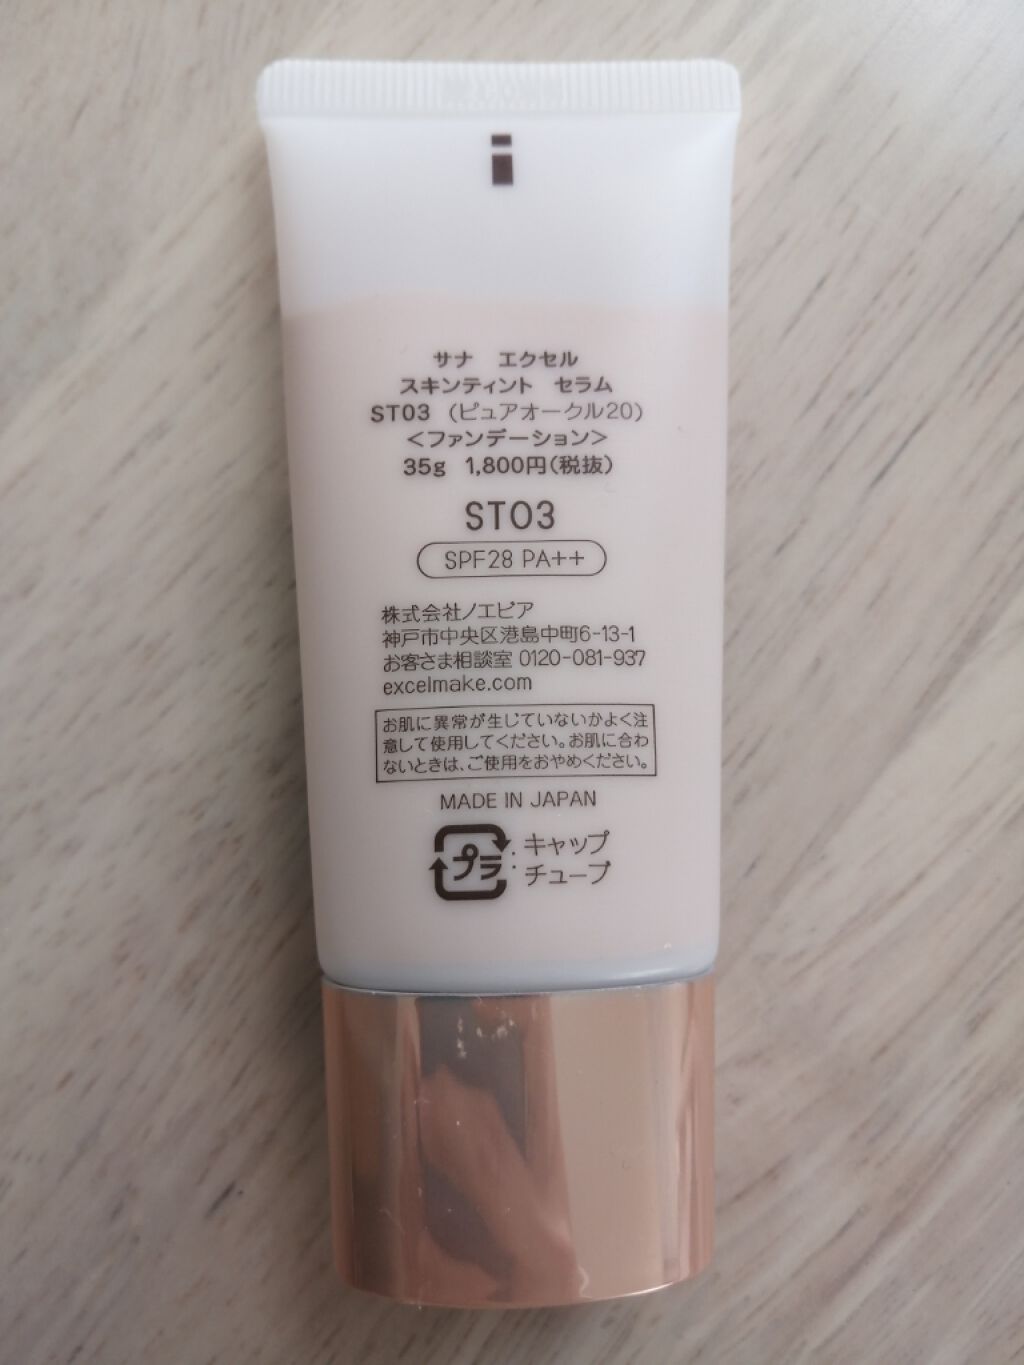 サナ エクセル
スキンティント セラム
ST03 (ピュアオークル20)
<ファンデーション>
35g 1,800円(税抜)
ST03
SPF28 PA++
株式会社ノエビア
神戸市中央区港島中町6-13-1
お客さま相談室 0120-081-937
excelmake.com
お肌に異常が生じていないかよく注
意して使用してください。お肌に合わ
ないときは、ご使用をおやめください。
MADE IN JAPAN
プラ : キャップ
チューブ